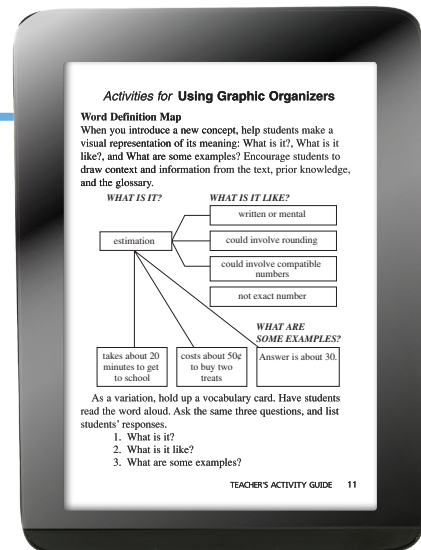 Activities for Using Graphic Organizers
Word Definition Map
When you introduce a new concept, help students make a
visual representation of its meaning: What is it?, What is it
like?, and What are some examples? Encourage students to
draw context and information from the text, prior knowledge,
and the glossary.
WHAT IS IT?
WHAT IS IT LIKE?
written or mental
estimation
could involve rounding
could involve compatible
numbers
not exact number
WHAT ARE
SOME EXAMPLES?
takes about 20
minutes to get
to school
costs about 50¢
to buy two
treats
Answer is about 30.
As a variation, hold up a vocabulary card. Have students
read the word aloud. Ask the same three questions, and list
students' responses.
1. What is it?
2. What is it like?
3. What are some examples?
TEACHER'S ACTIVITY GUIDE 11